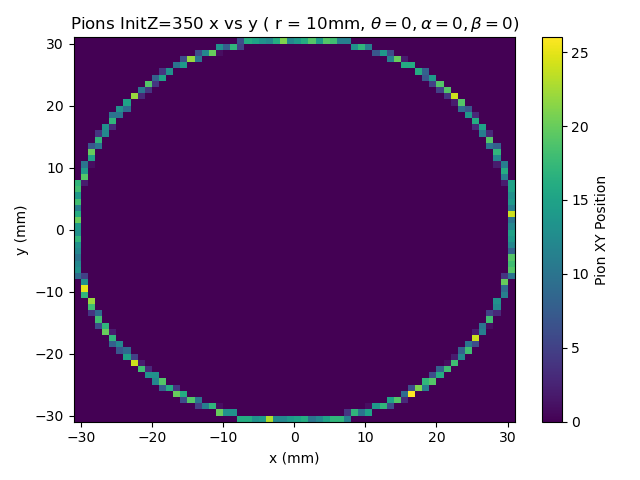 Pions InitZ=350 x vs y ( r = 10mm, θ = 0, α = 0, β = 0)
30
20
10
0
−10
−20
−30
y (mm)
−30 −20 −10 0 10 20 30
x (mm)
25
20
15
10
5
0
Pion XY Position